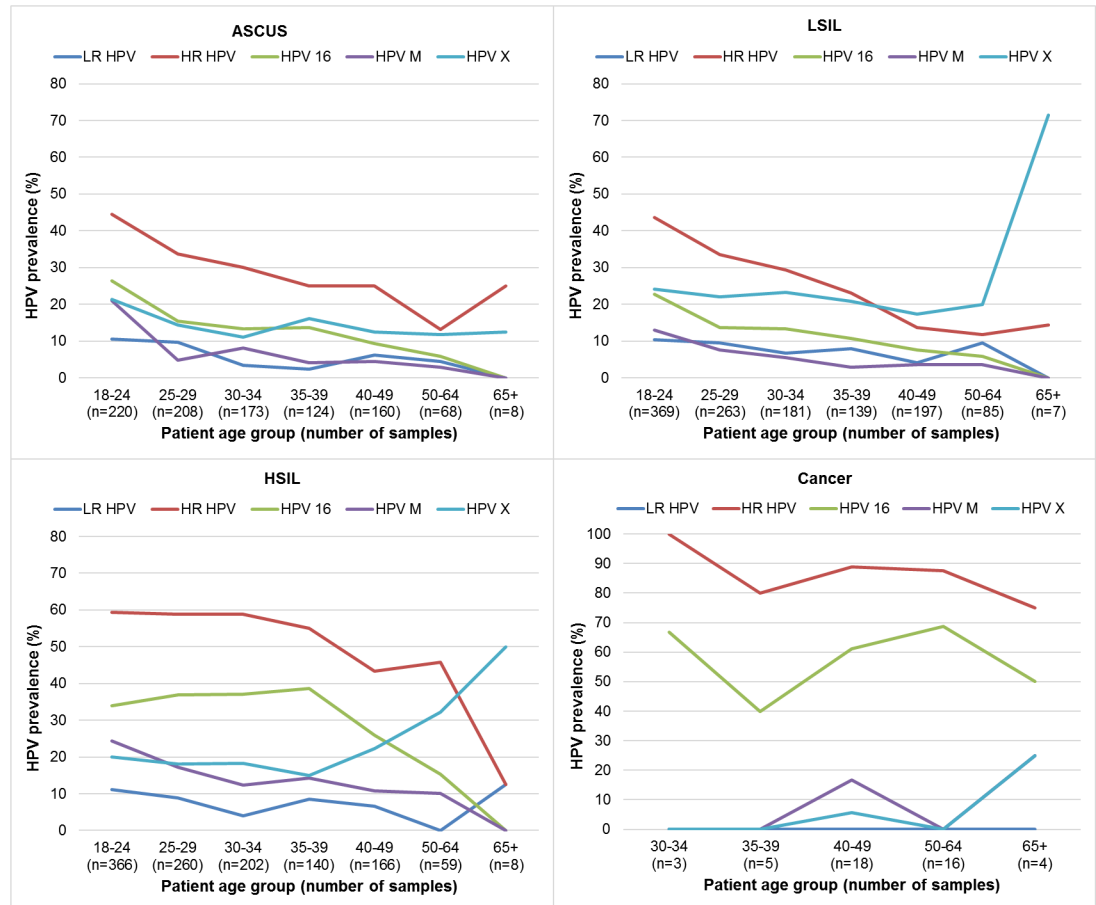 ASCUS
LR HPV HR HPV HPV 16 HPV M HPV X
HPV prevalence (%)
80
70
60
50
40
30
20
10
0
18-24 25-29 30-34 35-39 40-49 50-64 65+
(n=220) (n=208) (n=173) (n=124) (n=160) (n=68) (n=8)
Patient age group (number of samples)
LSIL
LR HPV HR HPV HPV 16 HPV M HPV X
HPV prevalence (%)
80
70
60
50
40
30
20
10
0
18-24 25-29 30-34 35-39 40-49 50-64 65+
(n=369) (n=263) (n=181) (n=139) (n=197) (n=85) (n=7)
Patient age group (number of samples)
HSIL
LR HPV HR HPV HPV 16 HPV M HPV X
HPV prevalence (%)
80
70
60
50
40
30
20
10
0
18-24 25-29 30-34 35-39 40-49 50-64 65+
(n=366) (n=260) (n=202) (n=140) (n=166) (n=59) (n=8)
Patient age group (number of samples)
Cancer
LR HPV HR HPV HPV 16 HPV M HPV X
HPV prevalence (%)
100
90
80
70
60
50
40
30
20
10
0
30-34 35-39 40-49 50-64 65+
(n=3) (n=5) (n=18) (n=16) (n=4)
Patient age group (number of samples)